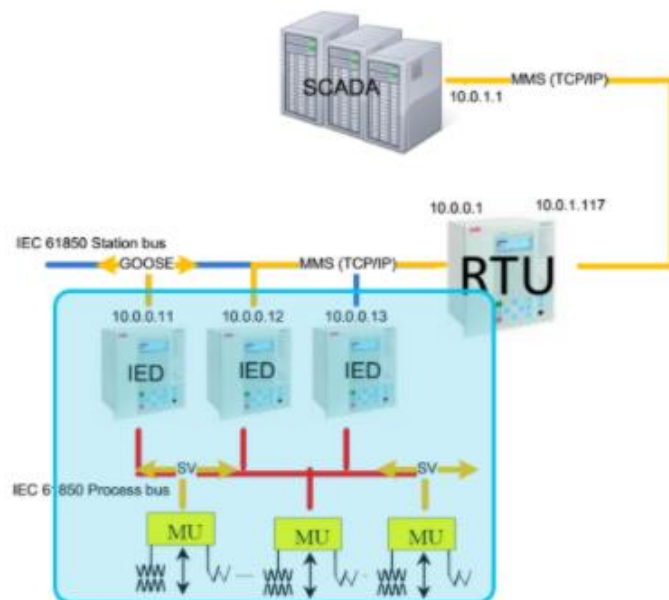 SCADA
MMS (TCP/IP)
10.0.1.1
10.0.0.1
10.0.1.117
IEC 61850 Station bus
GOOSE
MMS (TCP/IP)
RTU
10.0.0.11
10.0.0.12
10.0.0.13
IED
IED
IED
SV
SV
IEC 61850 Process bus
MU
MU
MU